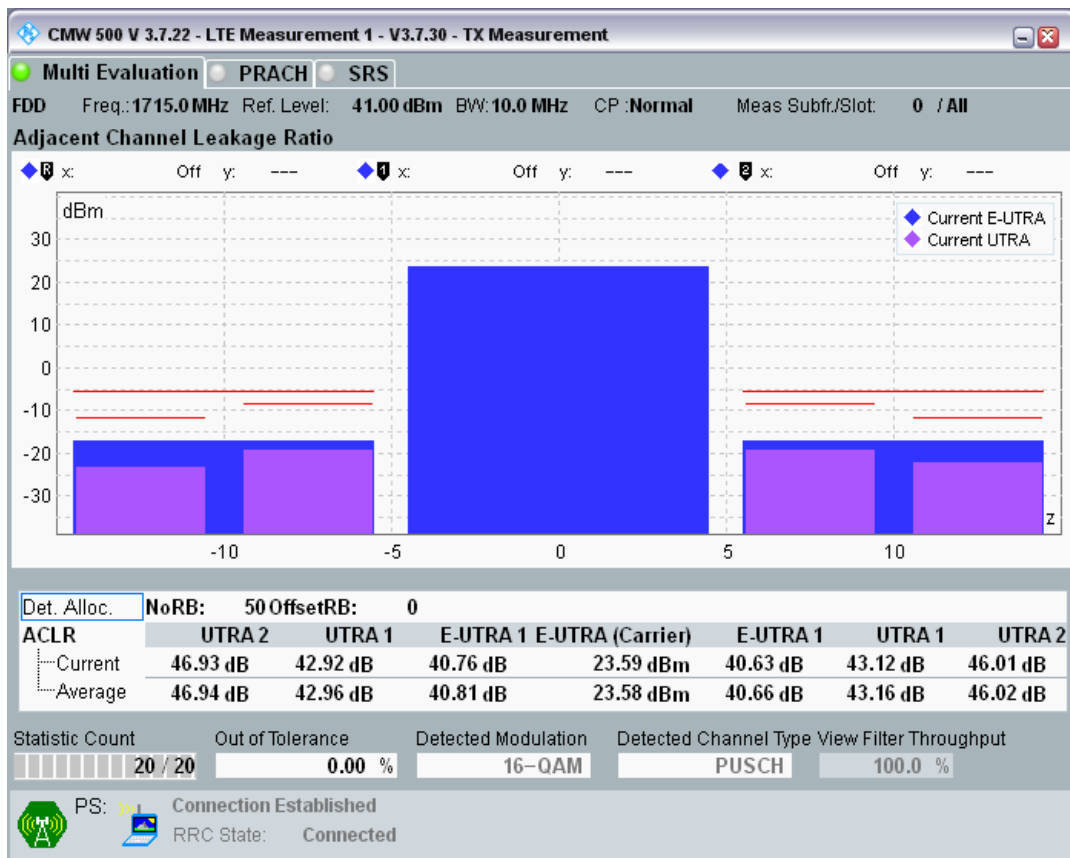 CMW 500 V 3.7.22 - LTE Measurement 1 - V3.7.30 - TX Measurement
Multi Evaluation PRACH SRS
FDD Freq.: 1715.0 MHz Ref. Level: 41.00 dBm BW: 10.0 MHz CP :Normal Meas Subfr./Slot: 0 / All
Adjacent Channel Leakage Ratio
R x: Off y: --- 1 x: Off y: --- 2 x: Off y: ---
dBm
Current E-UTRA
Current UTRA
30
20
10
0
-10
-20
-30
z
-10 -5 0 5 10
Det. Alloc. NoRB: 50 OffsetRB: 0
ACLR UTRA 2 UTRA 1 E-UTRA 1 E-UTRA (Carrier) E-UTRA 1 UTRA 1 UTRA 2
Current 46.93 dB 42.92 dB 40.76 dB 23.59 dBm 40.63 dB 43.12 dB 46.01 dB
Average 46.94 dB 42.96 dB 40.81 dB 23.58 dBm 40.66 dB 43.16 dB 46.02 dB
Statistic Count Out of Tolerance Detected Modulation Detected Channel Type View Filter Throughput
20 / 20 0.00 % 16-QAM PUSCH 100.0 %
PS: Connection Established
RRC State: Connected